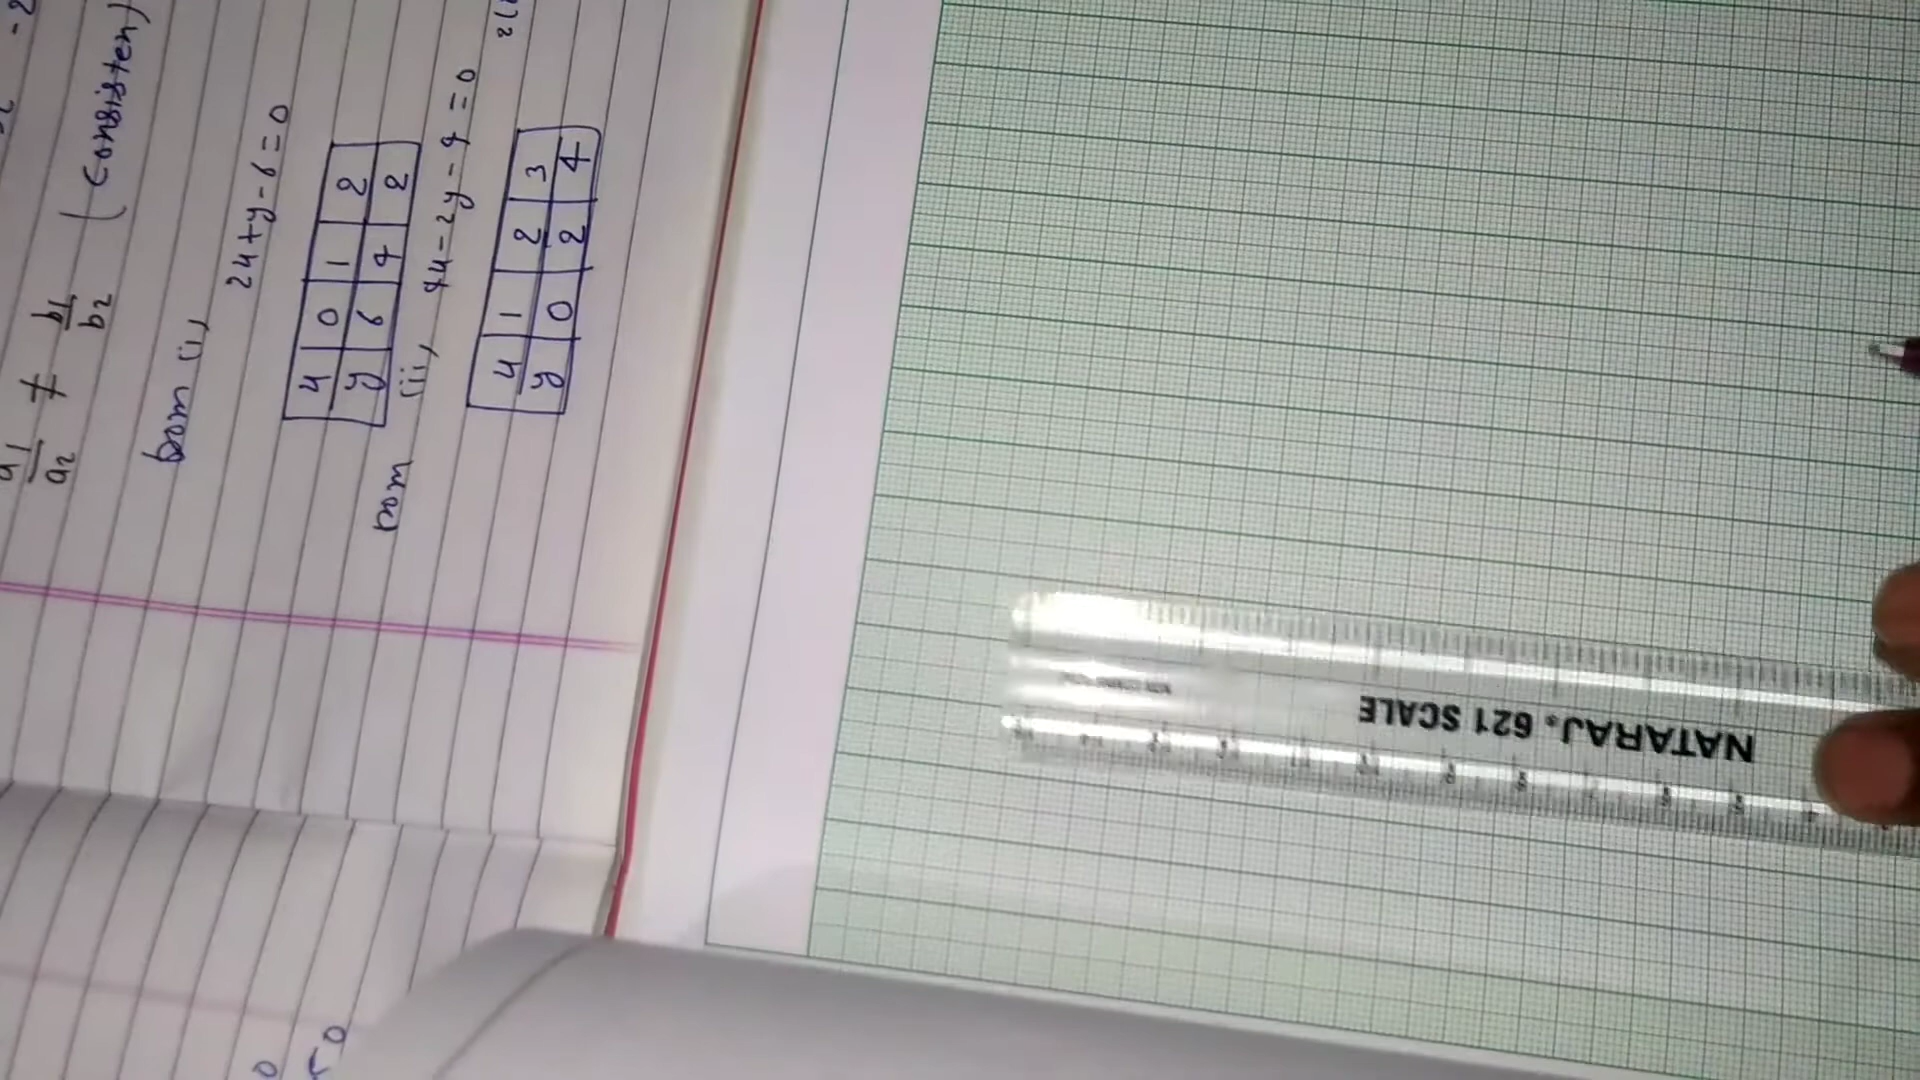 a1/a2 ≠ b1/b2 (consisten)
from (i),
2x+y-6=0
x | 0 | 1 | 2
y | 6 | 4 | 2
from (ii, 4x-2y-4=0
x | 1 | 2 | 3
y | 0 | 2 | 4
NATARAJ. 621 SCALE